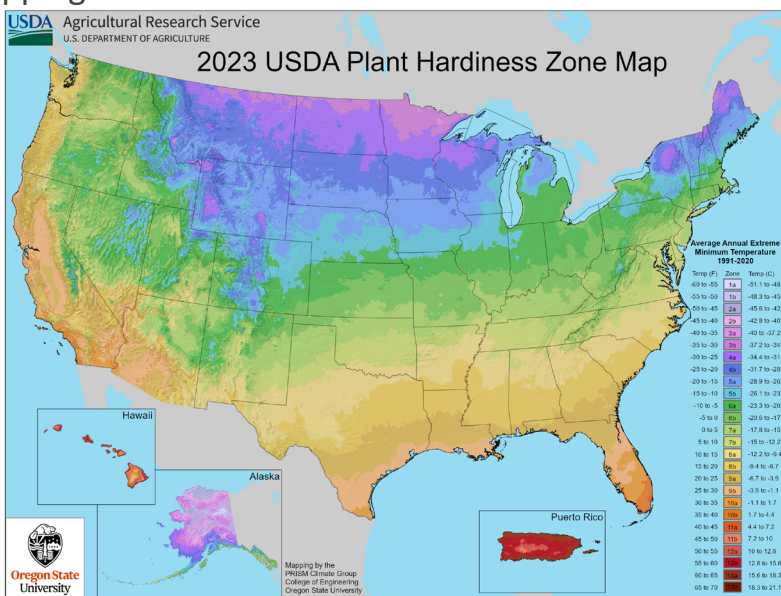 pping
USDA
Agricultural Research Service
U.S. DEPARTMENT OF AGRICULTURE
2023 USDA Plant Hardiness Zone Map
Average Annual Extreme
Minimum Temperature
1991-2020
Temp (F) Zone Temp (C)
-60 to -55 1a -51.1 to -48
-55 to -50 1b -48.3 to -45
-50 to -45 2a -45.6 to -42
-45 to -40 2b -42.8 to -40
-40 to -35 3a -40 to -37.2
-35 to -30 3b -37.2 to -34
-30 to -25 4a -34.4 to -31
-25 to -20 4b -31.7 to -28
-20 to -15 5a -28.9 to -26
-15 to -10 5b -26.1 to -23
-10 to -5 6a -23.3 to -20
-5 to 0 6b -20.6 to -17
0 to 5 7a -17.8 to -15
5 to 10 7b -15 to -12.2
10 to 15 8a -12.2 to -9.4
15 to 20 8b -9.4 to -6.7
20 to 25 9a -6.7 to -3.9
25 to 30 9b -3.9 to -1.1
30 to 35 10a -1.1 to 1.7
35 to 40 10b 1.7 to 4.4
40 to 45 11a 4.4 to 7.2
45 to 50 11b 7.2 to 10
50 to 55 12a 10 to 12.8
55 to 60 12b 12.8 to 15.6
60 to 65 13a 15.6 to 18.3
65 to 70 18.3 to 21.1
Hawaii
Alaska
Puerto Rico
Mapping by the
PRISM Climate Group
College of Engineering
Oregon State University
Oregon State
University